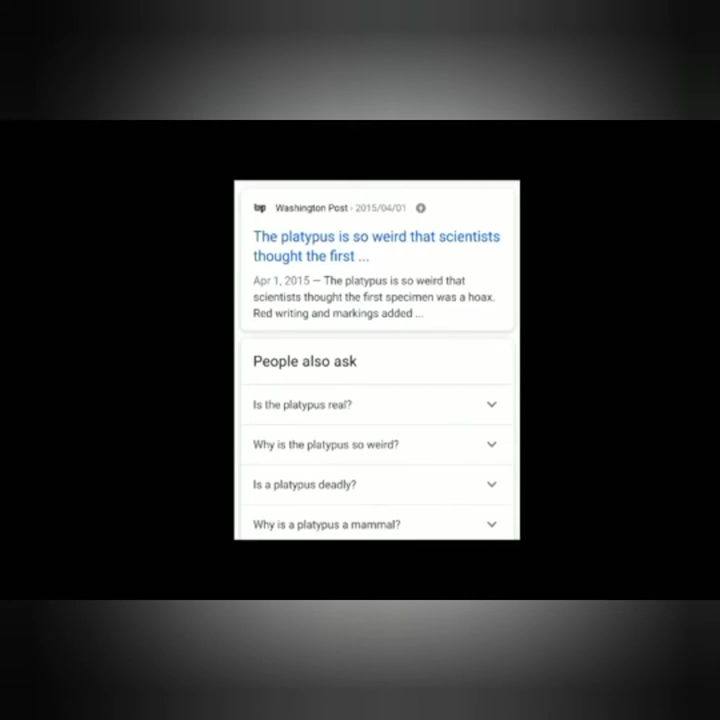 wp Washington Post · 2015/04/01
The platypus is so weird that scientists
thought the first ...
Apr 1, 2015 — The platypus is so weird that
scientists thought the first specimen was a hoax.
Red writing and markings added ...
People also ask
Is the platypus real?
Why is the platypus so weird?
Is a platypus deadly?
Why is a platypus a mammal?